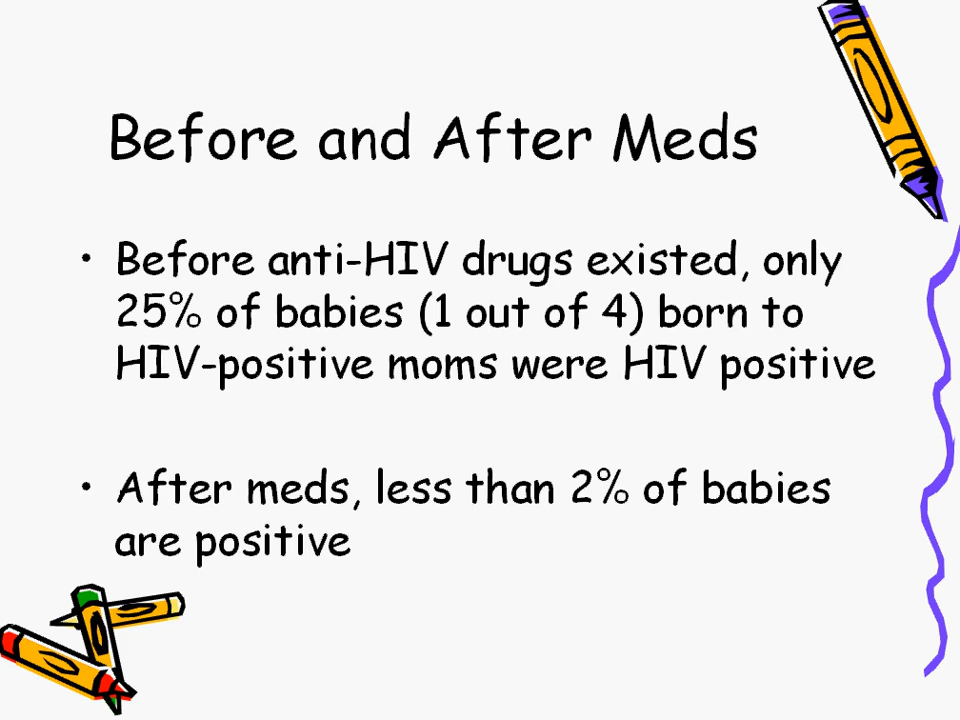 Before and After Meds
• Before anti-HIV drugs existed, only
25% of babies (1 out of 4) born to
HIV-positive moms were HIV positive
• After meds, less than 2% of babies
are positive